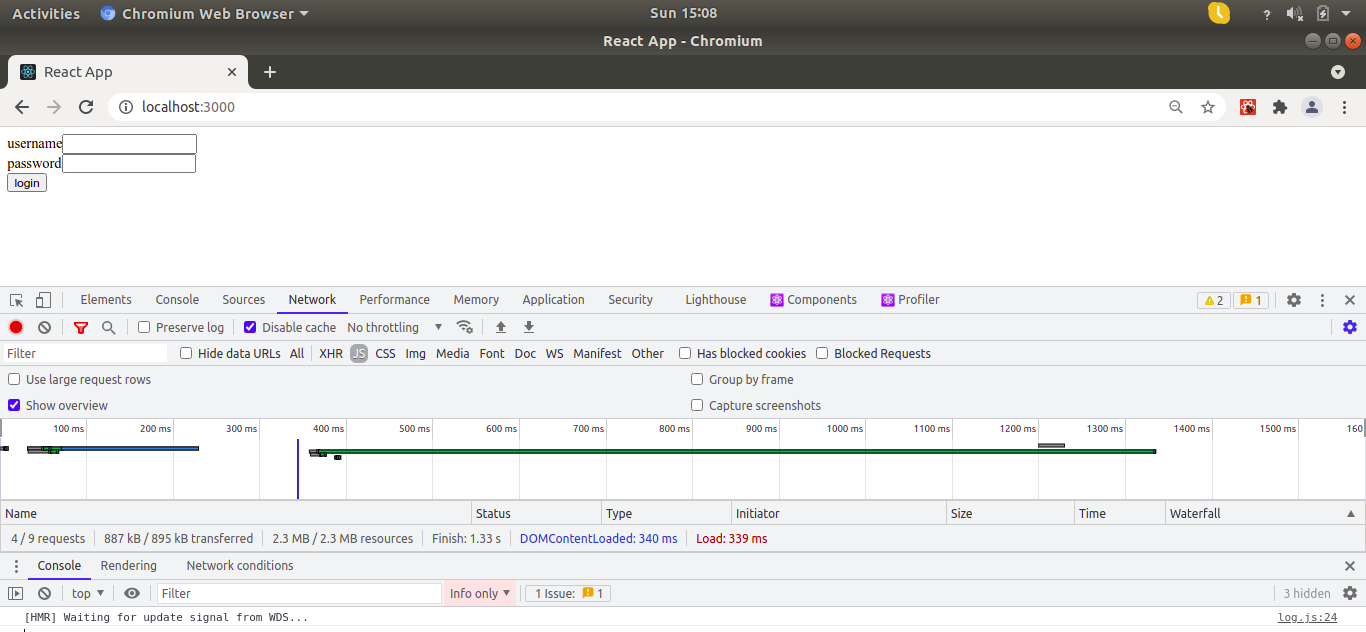 Activities Chromium Web Browser Sun 15:08 ?
React App - Chromium
React App
localhost:3000
username
password
login
Elements Console Sources Network Performance Memory Application Security Lighthouse Components Profiler 2 1
Preserve log Disable cache No throttling
Filter Hide data URLs All XHR JS CSS Img Media Font Doc WS Manifest Other Has blocked cookies Blocked Requests
Use large request rows Group by frame
Show overview Capture screenshots
100 ms 200 ms 300 ms 400 ms 500 ms 600 ms 700 ms 800 ms 900 ms 1000 ms 1100 ms 1200 ms 1300 ms 1400 ms 1500 ms 160
Name Status Type Initiator Size Time Waterfall
4 / 9 requests 887 kB / 895 kB transferred 2.3 MB / 2.3 MB resources Finish: 1.33 s DOMContentLoaded: 340 ms Load: 339 ms
Console Rendering Network conditions
top Filter Info only 1 Issue: 1 3 hidden
[HMR] Waiting for update signal from WDS... log.js:24